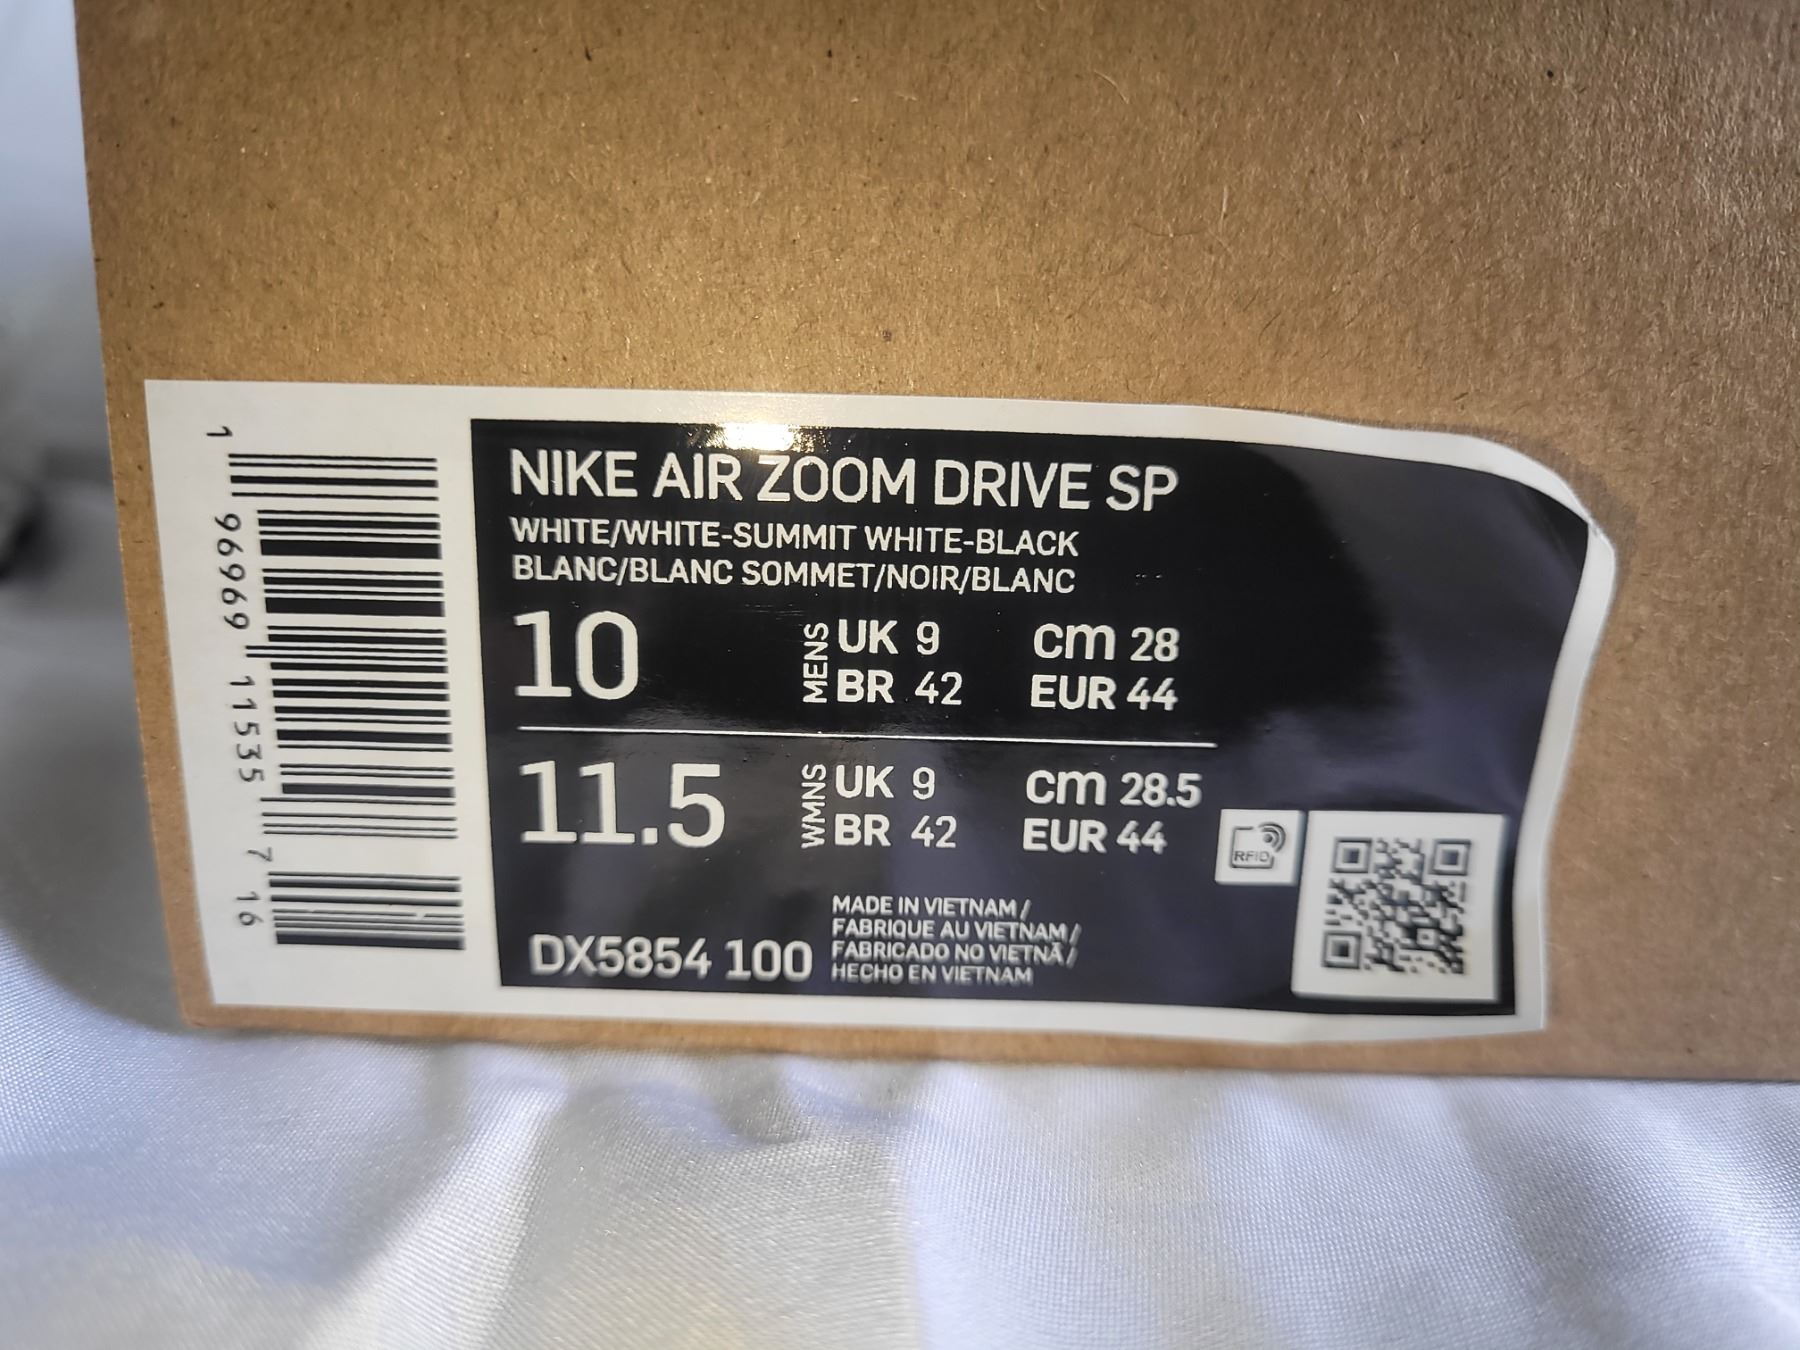 NIKE AIR ZOOM DRIVE SP
WHITE/WHITE-SUMMIT WHITE-BLACK
BLANC/BLANC SOMMET/NOIR/BLANC
10 MENS UK 9 cm 28
BR 42 EUR 44
11.5 WMNS UK 9 cm 28.5
BR 42 EUR 44
RFID
MADE IN VIETNAM /
FABRIQUE AU VIETNAM /
FABRICADO NO VIETNÃ /
HECHO EN VIETNAM
DX5854 100
1 96969 11535 7 16